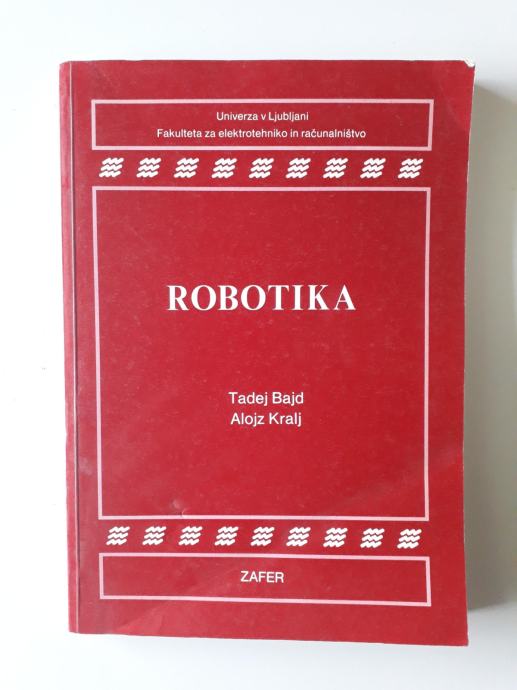 Univerza v Ljubljani
Fakulteta za elektrotehniko in računalništvo
ROBOTIKA
Tadej Bajd
Alojz Kralj
ZAFER